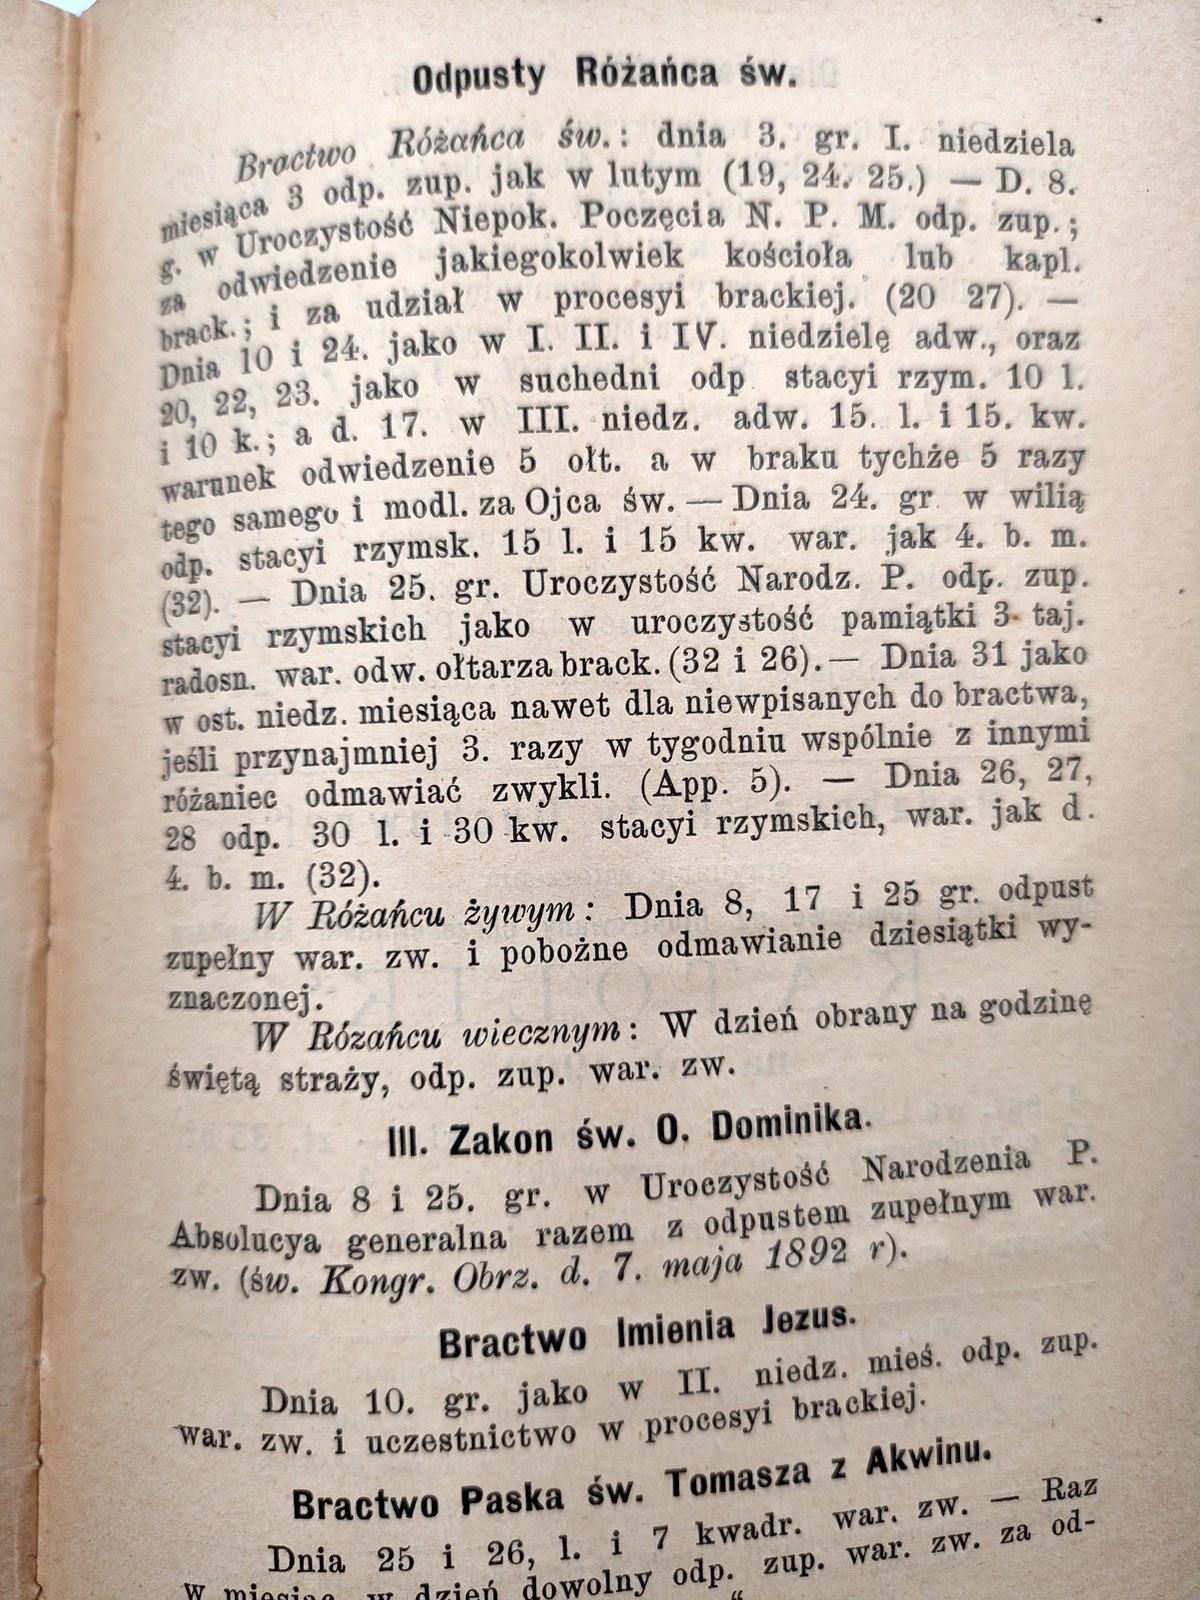 Odpusty Różańca św.
Bractwo Różańca św.: dnia 3. gr. I. niedziela
miesiąca 3 odp. zup. jak w lutym (19, 24. 25.) — D. 8.
g. w Uroczystość Niepok. Poczęcia N. P. M. odp. zup.;
za odwiedzenie jakiegokolwiek kościoła lub kapl.
brack.; i za udział w procesyi brackiej. (20 27). —
Dnia 10 i 24. jako w I. II. i IV. niedzielę adw., oraz
20, 22, 23. jako w suchedni odp stacyi rzym. 10 l.
i 10 k.; a d. 17. w III. niedz. adw. 15. l. i 15. kw.
warunek odwiedzenie 5 ołt. a w braku tychże 5 razy
tego samego i modl. za Ojca św. — Dnia 24. gr w wilią
odp. stacyi rzymsk. 15 l. i 15 kw. war. jak 4. b. m.
(32). — Dnia 25. gr. Uroczystość Narodz. P. odp. zup.
stacyi rzymskich jako w uroczystość pamiątki 3 taj.
radosn. war. odw. ołtarza brack. (32 i 26). — Dnia 31 jako
w ost. niedz. miesiąca nawet dla niewpisanych do bractwa,
jeśli przynajmniej 3. razy w tygodniu wspólnie z innymi
różaniec odmawiać zwykli. (App. 5). — Dnia 26, 27,
28 odp. 30 l. i 30 kw. stacyi rzymskich, war. jak d.
4. b. m. (32).
W Różańcu żywym: Dnia 8, 17 i 25 gr. odpust
zupełny war. zw. i pobożne odmawianie dziesiątki wy-
znaczonej.
W Rózańcu wiecznym: W dzień obrany na godzinę
świętą straży, odp. zup. war. zw.
III. Zakon św. O. Dominika.
Dnia 8 i 25. gr. w Uroczystość Narodzenia P.
Absolucya generalna razem z odpustem zupełnym war.
zw. (św. Kongr. Obrz. d. 7. maja 1892 r).
Bractwo Imienia Jezus.
Dnia 10. gr. jako w II. niedz. mieś. odp. zup.
war. zw. i uczestnictwo w procesyi brackiej.
Bractwo Paska św. Tomasza z Akwinu.
Dnia 25 i 26, l. i 7 kwadr. war. zw. — Raz
w miesiąc w dzień dowolny odp. zup. war. zw. za od-